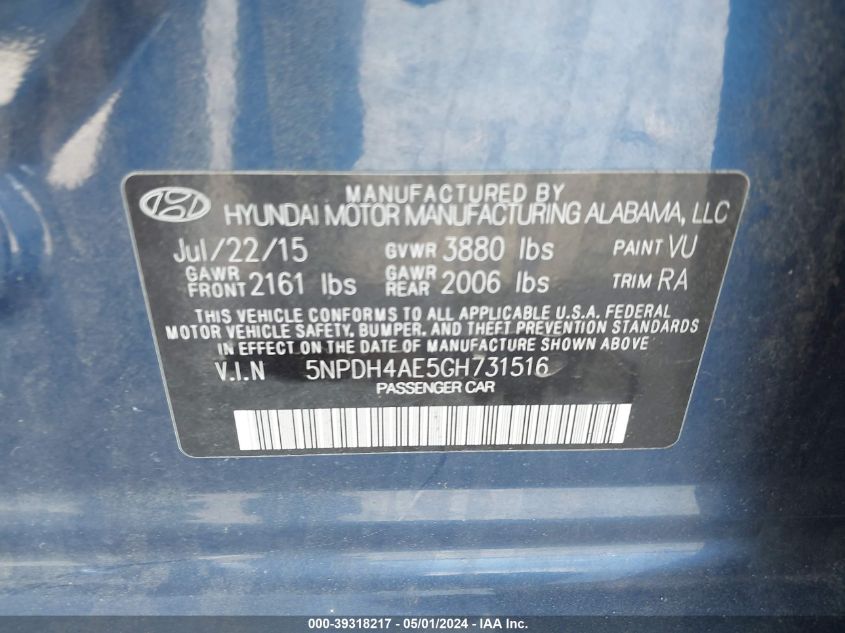 MANUFACTURED BY
HYUNDAI MOTOR MANUFACTURING ALABAMA, LLC
Jul/22/15 GVWR 3880 lbs PAINT VU
GAWR FRONT 2161 lbs GAWR REAR 2006 lbs TRIM RA
THIS VEHICLE CONFORMS TO ALL APPLICABLE U.S.A. FEDERAL
MOTOR VEHICLE SAFETY, BUMPER, AND THEFT PREVENTION STANDARDS
IN EFFECT ON THE DATE OF MANUFACTURE SHOWN ABOVE.
V.I.N 5NPDH4AE5GH731516
PASSENGER CAR
000-39318217 - 05/01/2024 - IAAI.com